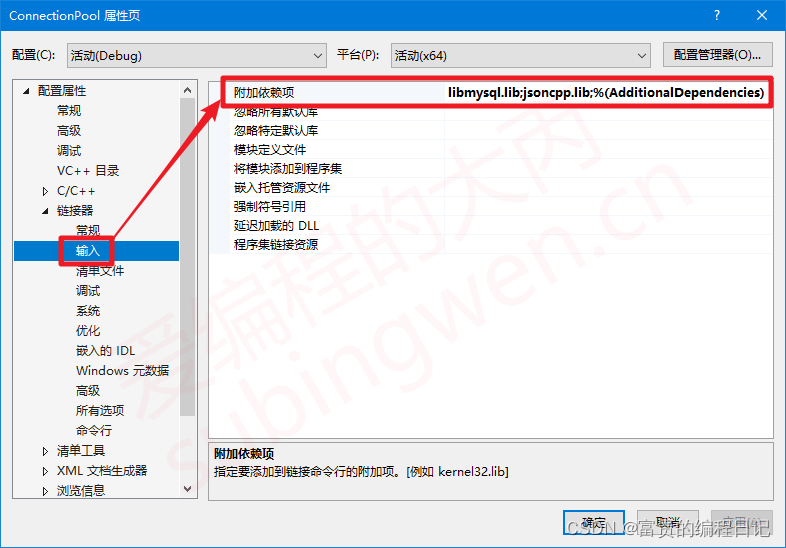 ConnectionPool 属性页
配置(C): 活动(Debug) 平台(P): 活动(x64) 配置管理器(O)...
配置属性
常规
高级
调试
VC++ 目录
C/C++
链接器
常规
输入
清单文件
调试
系统
优化
嵌入的 IDL
Windows 元数据
高级
所有选项
命令行
清单工具
XML 文档生成器
浏览信息
附加依赖项 libmysql.lib;jsoncpp.lib;%(AdditionalDependencies)
忽略所有默认库
忽略特定默认库
模块定义文件
将模块添加到程序集
嵌入托管资源文件
强制符号引用
延迟加载的 DLL
程序集链接资源
附加依赖项
指定要添加到链接命令行的附加项。[例如 kernel32.lib]
确定 取消
爱编程的大丙
subingwen.cn
CSDN @富贵的编程日记